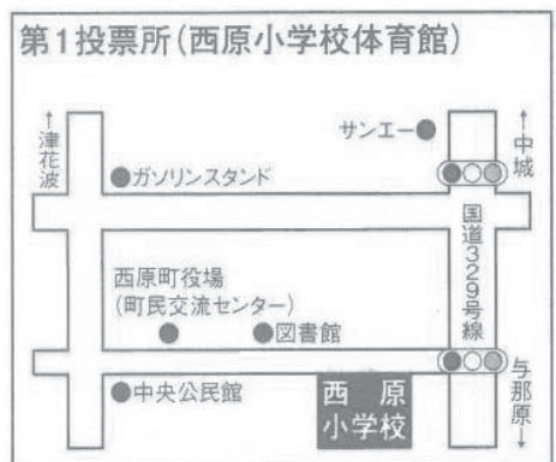 第1投票所(西原小学校体育館)
↑津花波
サンエー
↑中城
ガソリンスタンド
国道329号線
西原町役場
(町民交流センター)
図書館
中央公民館
西原
小学校
与那原↓